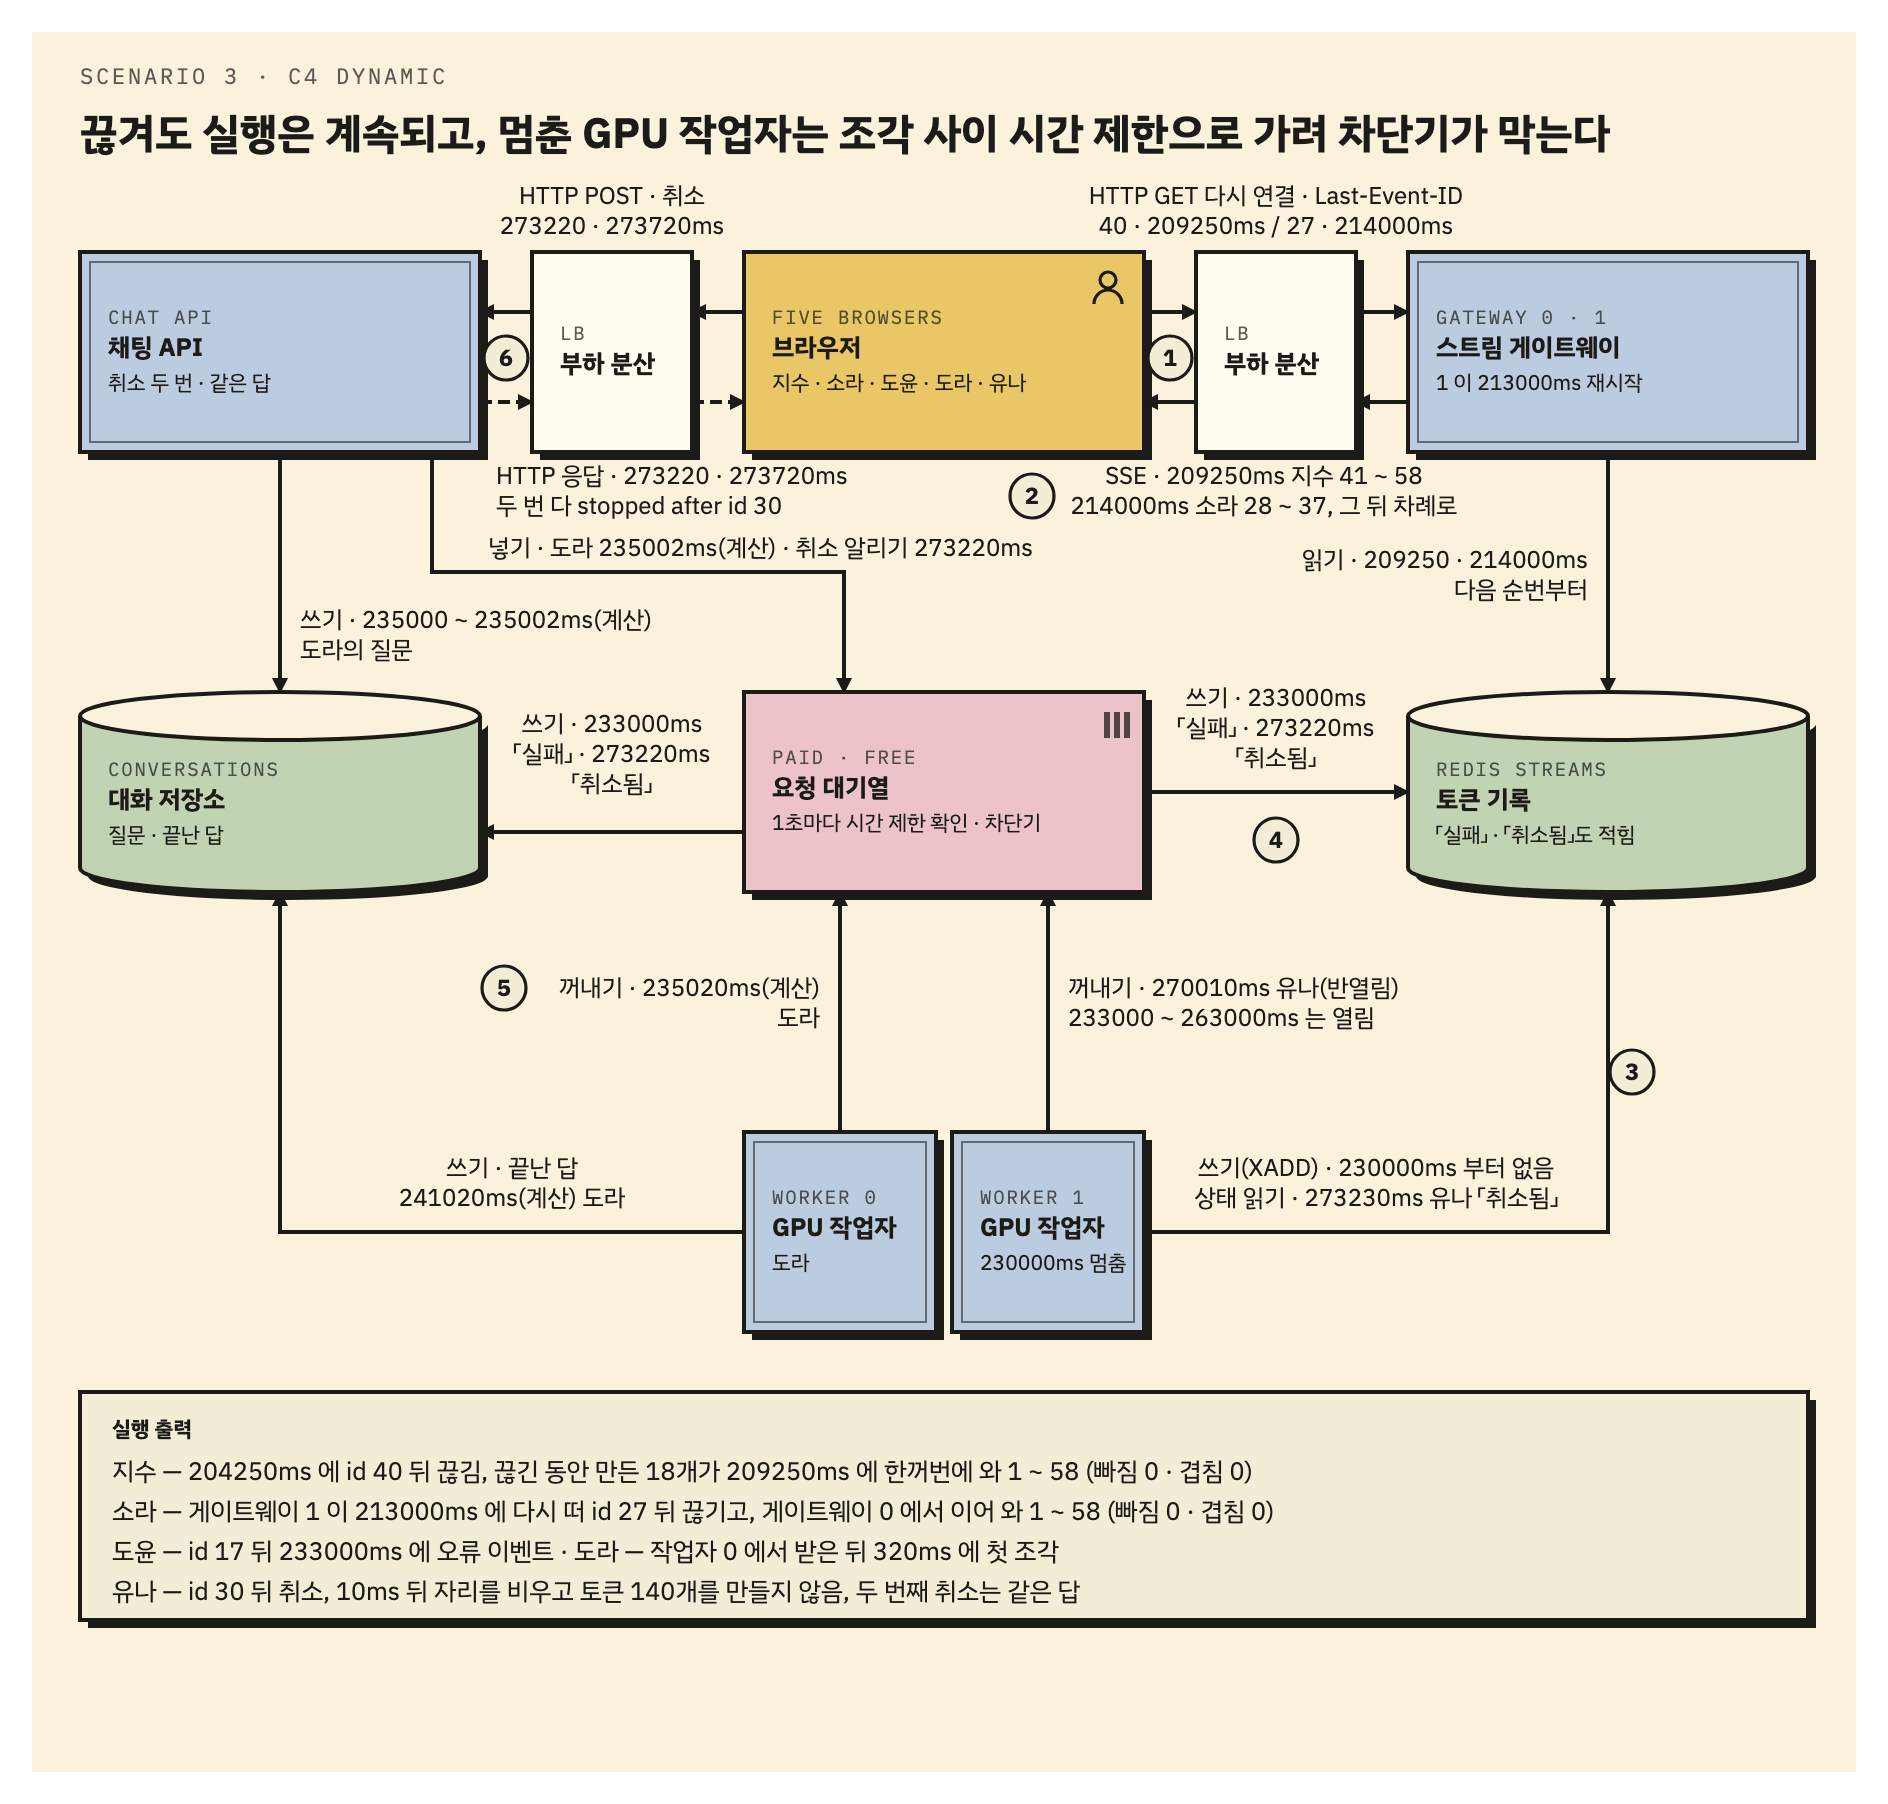 SCENARIO 3 · C4 DYNAMIC
끊겨도 실행은 계속되고, 멈춘 GPU 작업자는 조각 사이 시간 제한으로 가려 차단기가 막는다
HTTP POST · 취소
273220 · 273720ms
HTTP GET 다시 연결 · Last-Event-ID
40 · 209250ms / 27 · 214000ms
CHAT API
채팅 API
취소 두 번 · 같은 답
6
LB
부하 분산
FIVE BROWSERS
브라우저
지수 · 소라 · 도윤 · 도라 · 유나
1
LB
부하 분산
GATEWAY 0 · 1
스트림 게이트웨이
1 이 213000ms 재시작
HTTP 응답 · 273220 · 273720ms
두 번 다 stopped after id 30
2
SSE · 209250ms 지수 41 ~ 58
214000ms 소라 28 ~ 37, 그 뒤 차례로
넣기 · 도라 235002ms(계산) · 취소 알리기 273220ms
읽기 · 209250 · 214000ms
다음 순번부터
쓰기 · 235000 ~ 235002ms(계산)
도라의 질문
CONVERSATIONS
대화 저장소
질문 · 끝난 답
쓰기 · 233000ms
「실패」 · 273220ms
「취소됨」
PAID · FREE
요청 대기열
1초마다 시간 제한 확인 · 차단기
쓰기 · 233000ms
「실패」 · 273220ms
「취소됨」
4
REDIS STREAMS
토큰 기록
「실패」 · 「취소됨」도 적힘
5
꺼내기 · 235020ms(계산)
도라
꺼내기 · 270010ms 유나(반열림)
233000 ~ 263000ms 는 열림
3
쓰기 · 끝난 답
241020ms(계산) 도라
WORKER 0
GPU 작업자
도라
WORKER 1
GPU 작업자
230000ms 멈춤
쓰기(XADD) · 230000ms 부터 없음
상태 읽기 · 273230ms 유나 「취소됨」
실행 출력
지수 — 204250ms 에 id 40 뒤 끊김, 끊긴 동안 만든 18개가 209250ms 에 한꺼번에 와 1 ~ 58 (빠짐 0 · 겹침 0)
소라 — 게이트웨이 1 이 213000ms 에 다시 떠 id 27 뒤 끊기고, 게이트웨이 0 에서 이어 와 1 ~ 58 (빠짐 0 · 겹침 0)
도윤 — id 17 뒤 233000ms 에 오류 이벤트 · 도라 — 작업자 0 에서 받은 뒤 320ms 에 첫 조각
유나 — id 30 뒤 취소, 10ms 뒤 자리를 비우고 토큰 140개를 만들지 않음, 두 번째 취소는 같은 답